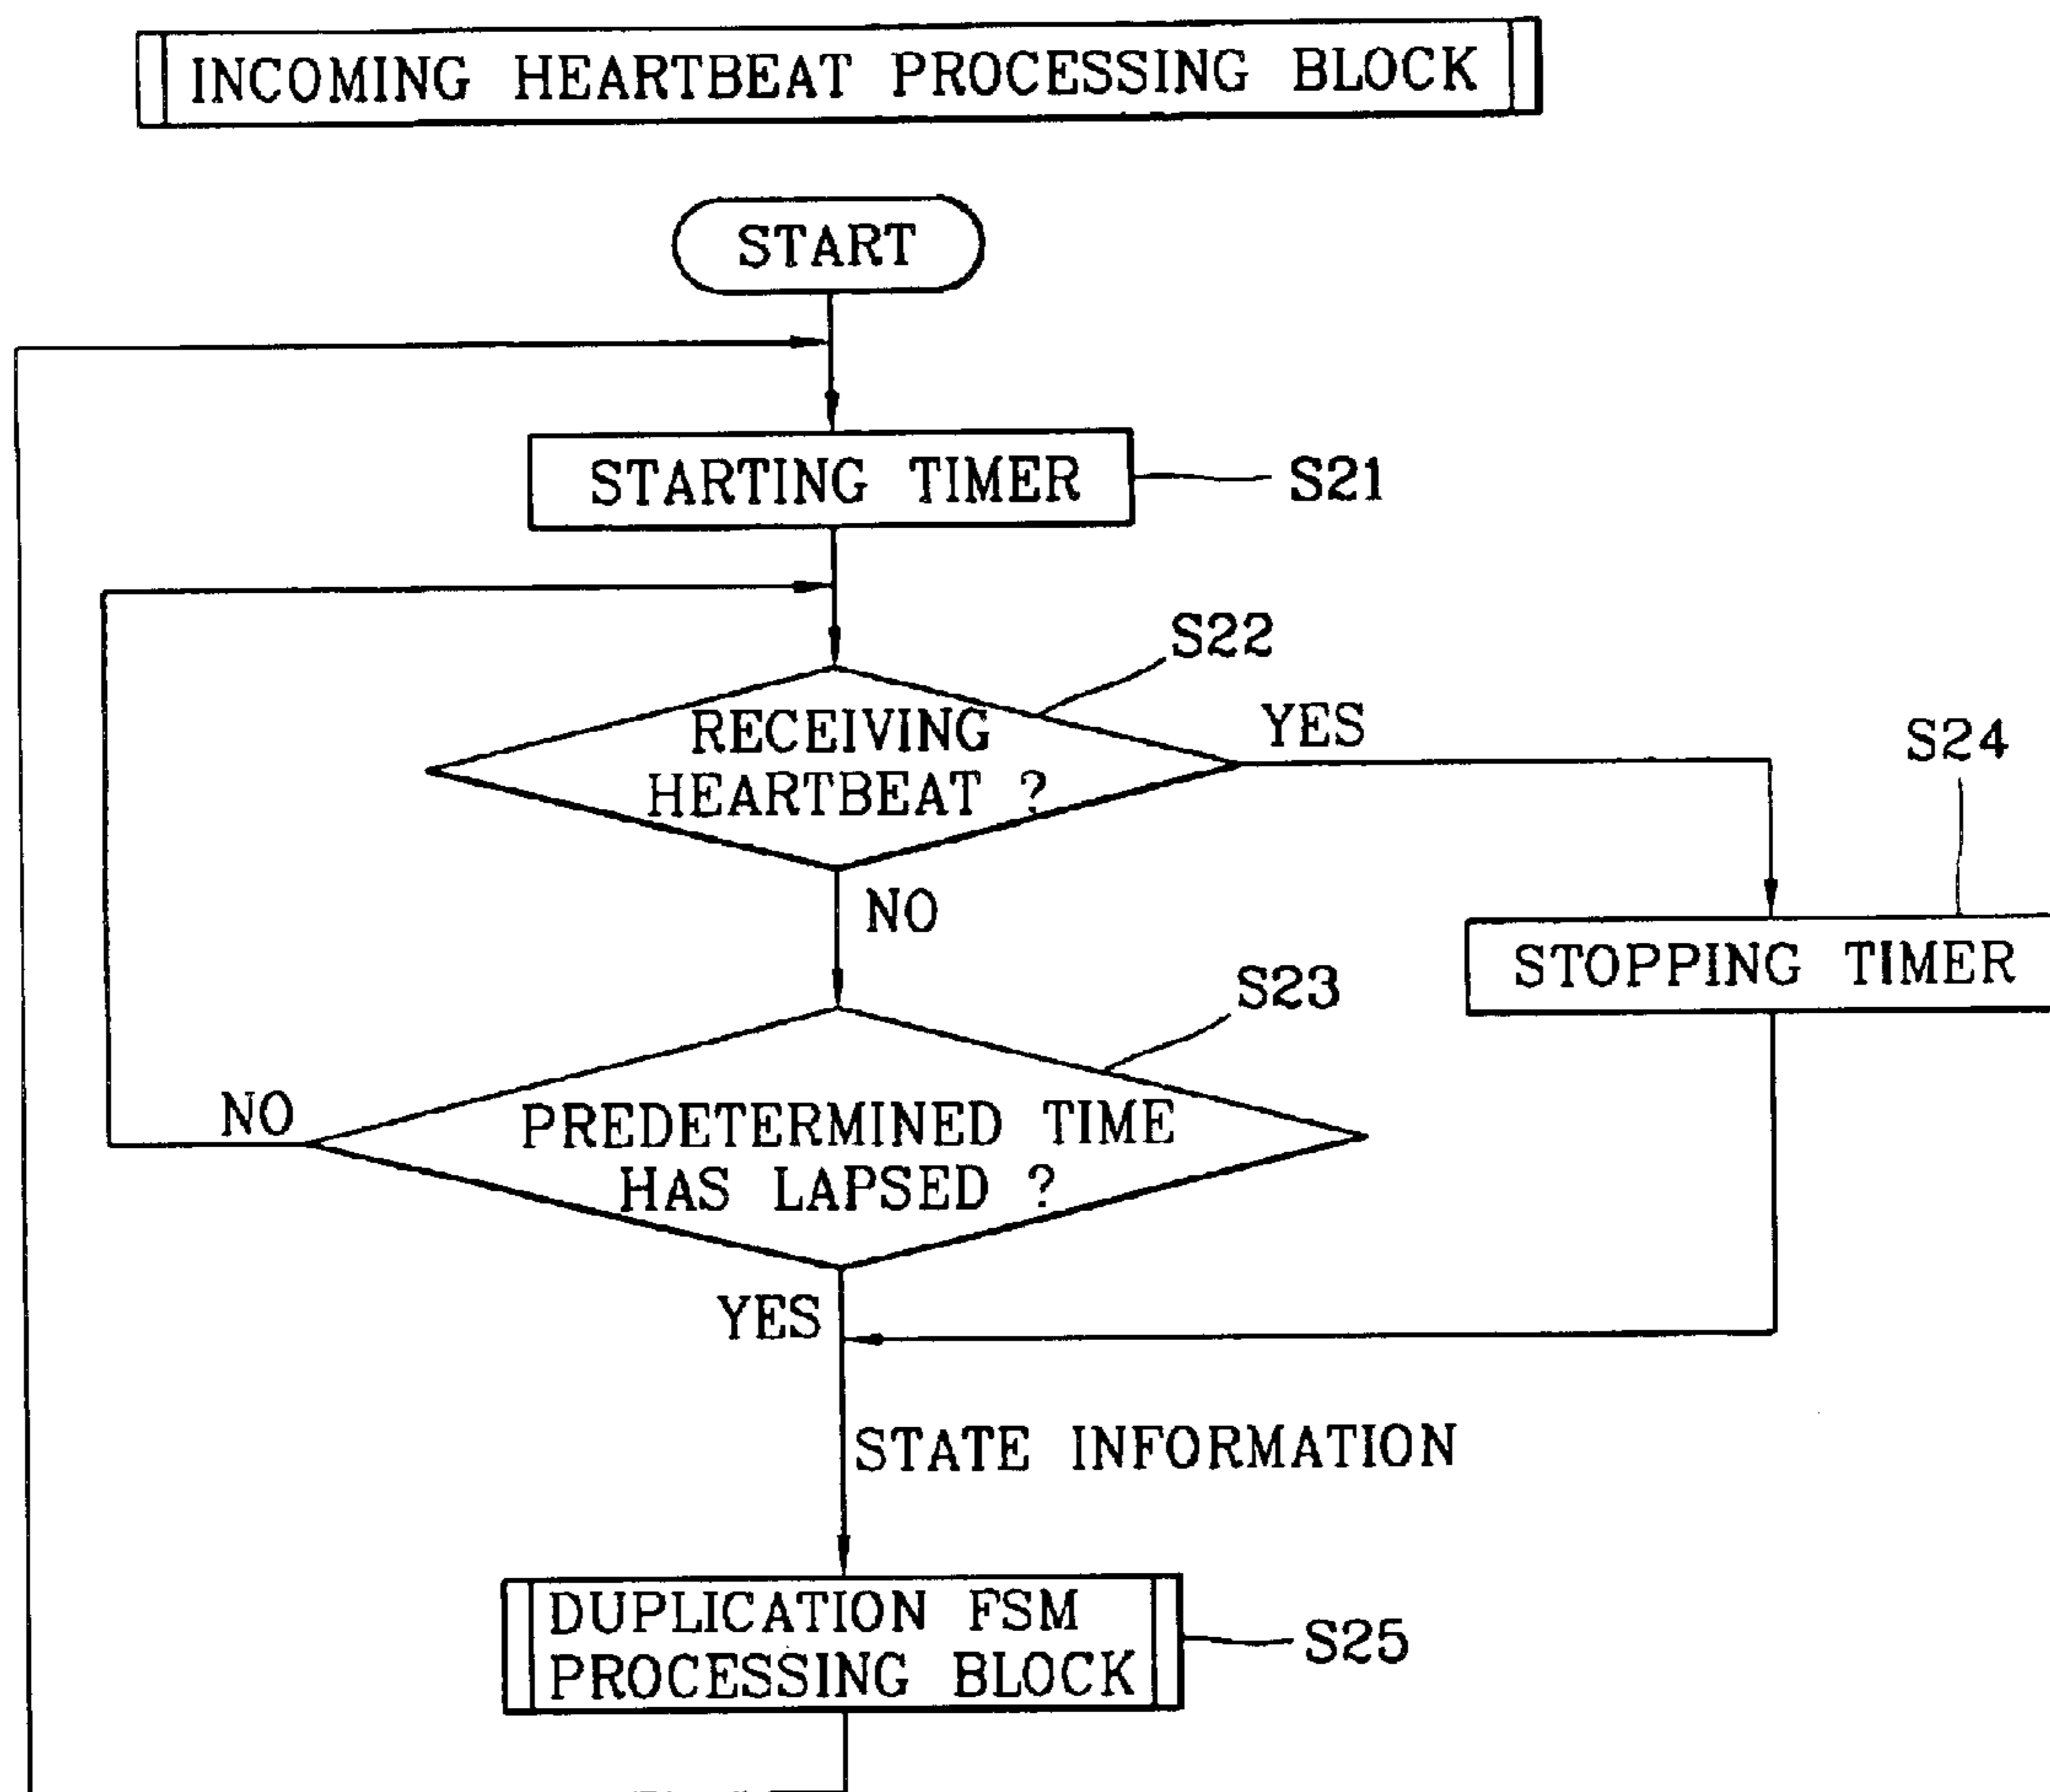 INCOMING HEARTBEAT PROCESSING BLOCK
START
STARTING TIMER
S21
S22
RECEIVING
HEARTBEAT ?
YES
S24
NO
STOPPING TIMER
S23
NO
PREDETERMINED TIME
HAS LAPSED ?
YES
STATE INFORMATION
DUPLICATION FSM
PROCESSING BLOCK
S25